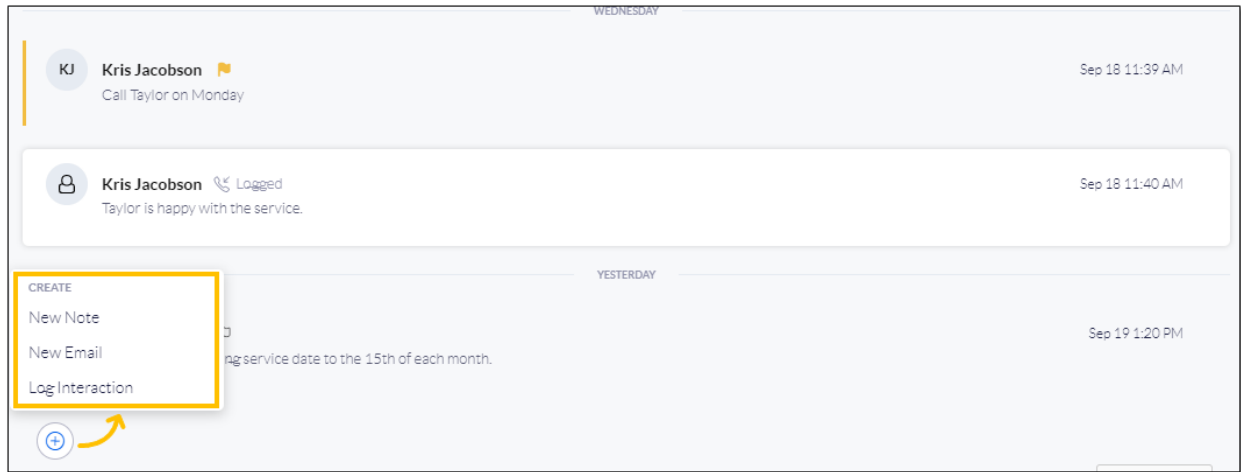 WEDNESDAY
KJ Kris Jacobson Sep 18 11:39 AM
Call Taylor on Monday
Kris Jacobson Logged Sep 18 11:40 AM
Taylor is happy with the service.
YESTERDAY
CREATE
New Note
Sep 19 1:20 PM
New Email
service date to the 15th of each month.
Log Interaction